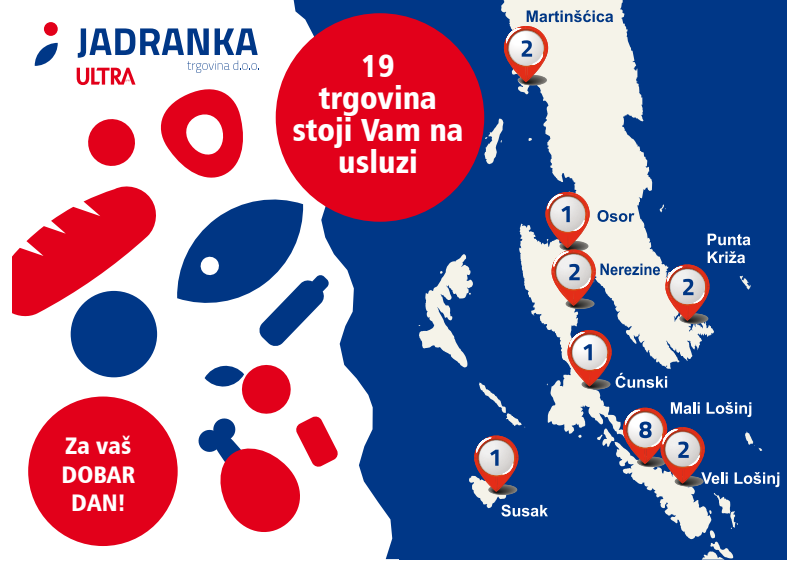 JADRANKA
trgovina d.o.o.
ULTRA
19
trgovina
stoji Vam na
usluzi
Za vaš
DOBAR
DAN!
Martinšćica
2
1
Osor
2
Nerezine
Punta
Križa
2
1
Ćunski
Mali Lošinj
8
2
Veli Lošinj
1
Susak